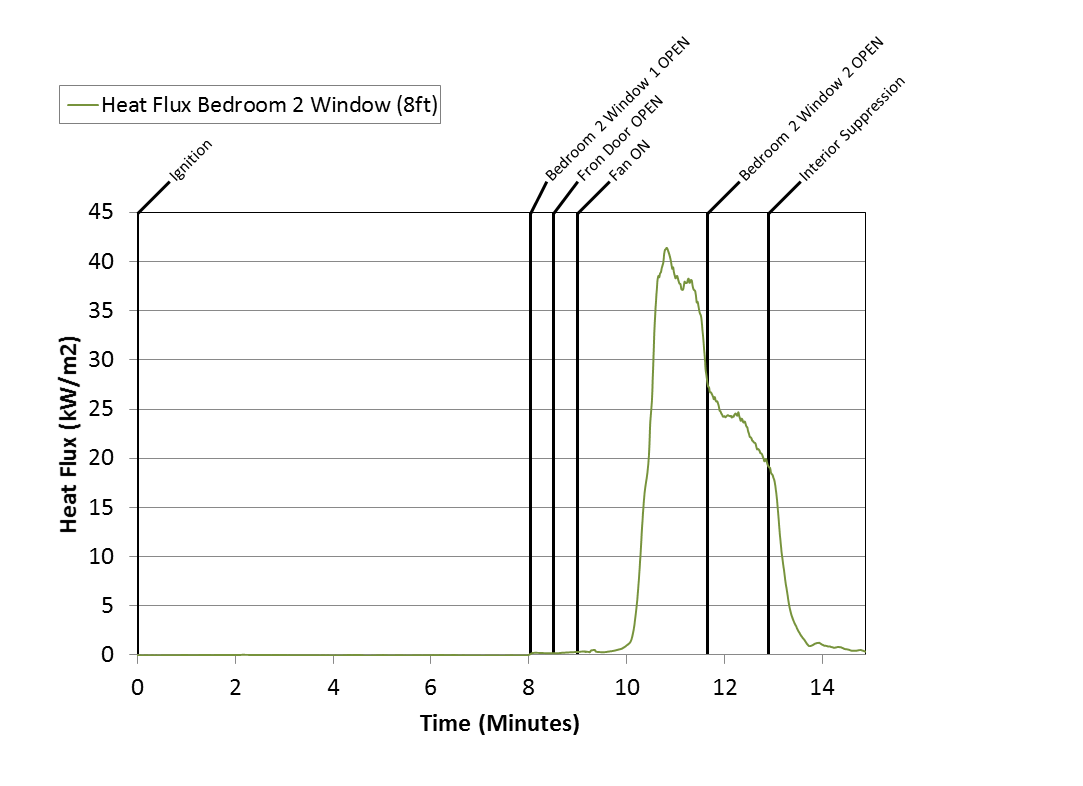 Heat Flux Bedroom 2 Window (8ft)
Ignition
Bedroom 2 Window 1 OPEN
Fron Door OPEN
Fan ON
Bedroom 2 Window 2 OPEN
Interior Suppression
45
40
35
30
25
20
15
10
5
0
Heat Flux (kW/m2)
0 2 4 6 8 10 12 14
Time (Minutes)